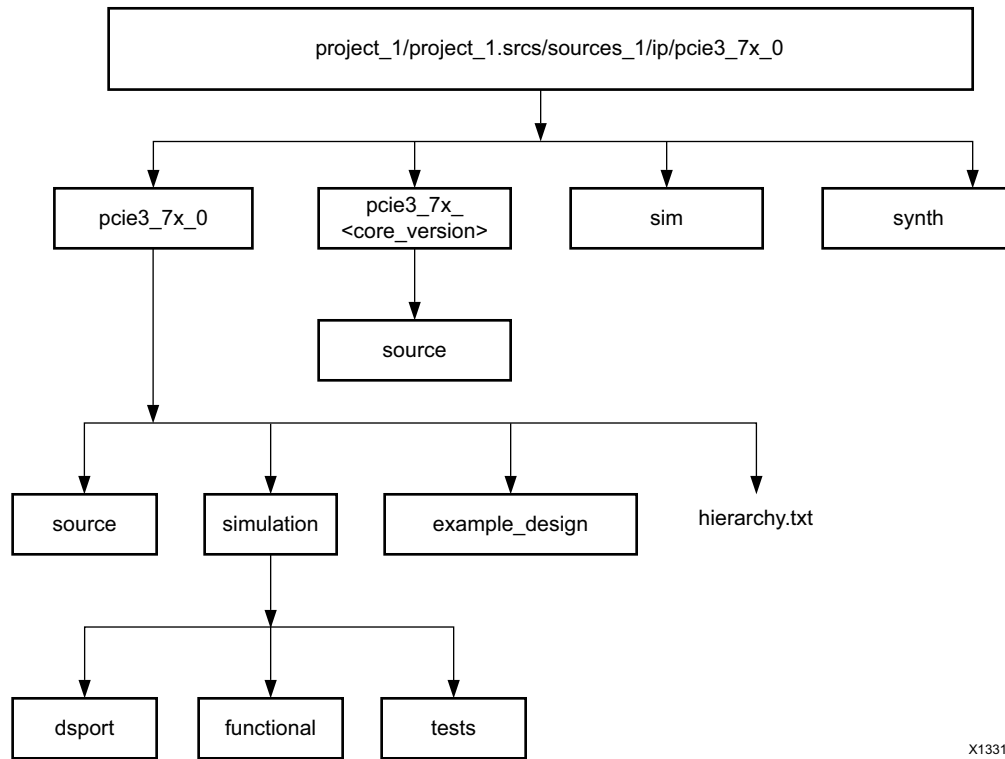 project_1/project_1.srcs/sources_1/ip/pcie3_7x_0
pcie3_7x_0
pcie3_7x_
<core_version>
sim
synth
source
source
simulation
example_design
hierarchy.txt
dsport
functional
tests
X1331